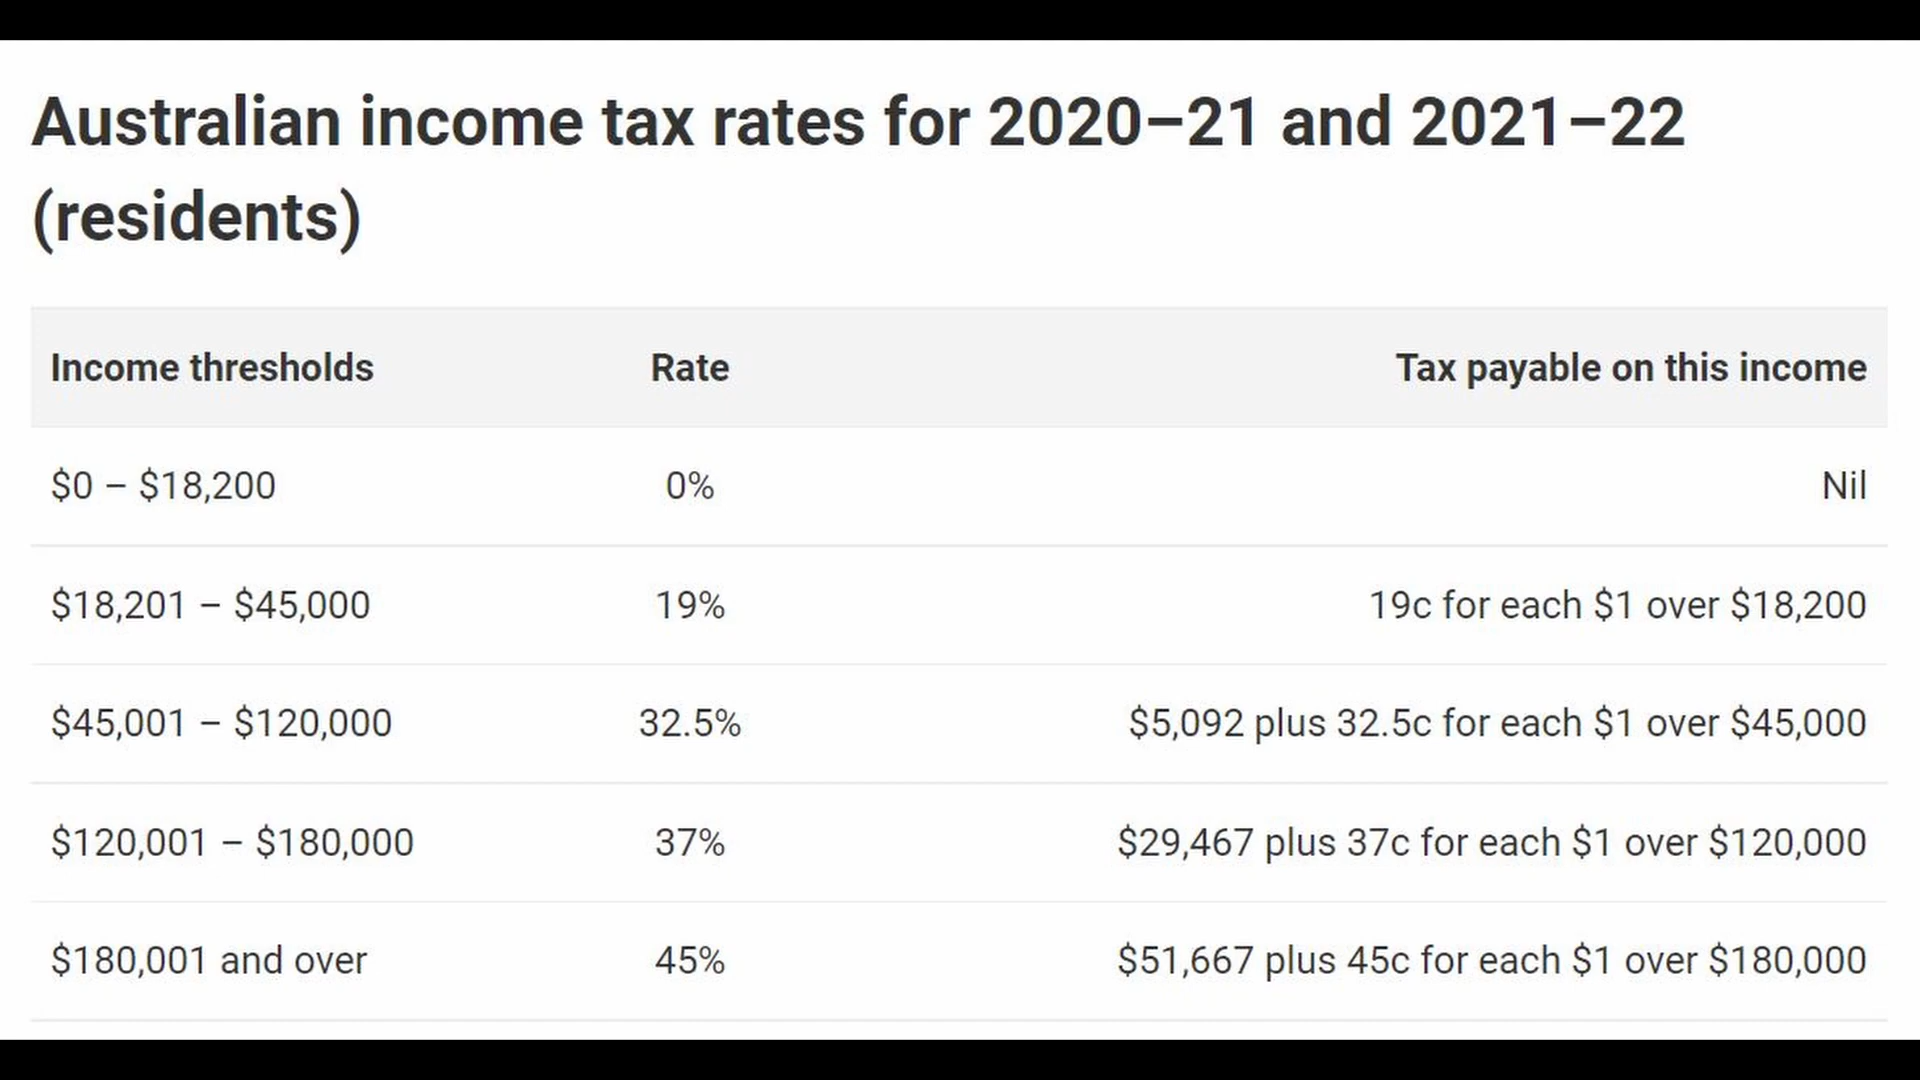 Australian income tax rates for 2020–21 and 2021–22
(residents)
Income thresholds Rate Tax payable on this income
$0 – $18,200 0% Nil
$18,201 – $45,000 19% 19c for each $1 over $18,200
$45,001 – $120,000 32.5% $5,092 plus 32.5c for each $1 over $45,000
$120,001 – $180,000 37% $29,467 plus 37c for each $1 over $120,000
$180,001 and over 45% $51,667 plus 45c for each $1 over $180,000